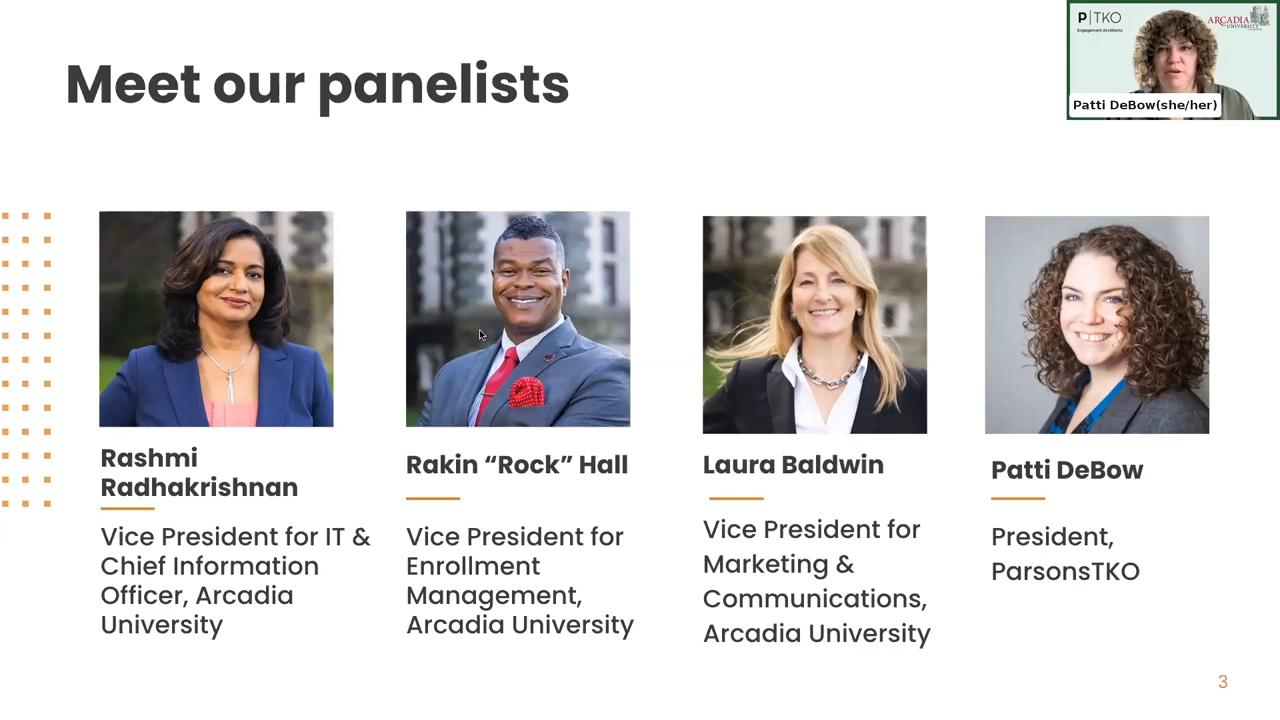 Meet our panelists
P|TKO
Engagement Architects
ARCADIA
UNIVERSITY
Patti DeBow(she/her)
Rashmi
Radhakrishnan
Vice President for IT &
Chief Information
Officer, Arcadia
University
Rakin “Rock” Hall
Vice President for
Enrollment
Management,
Arcadia University
Laura Baldwin
Vice President for
Marketing &
Communications,
Arcadia University
Patti DeBow
President,
ParsonsTKO
3